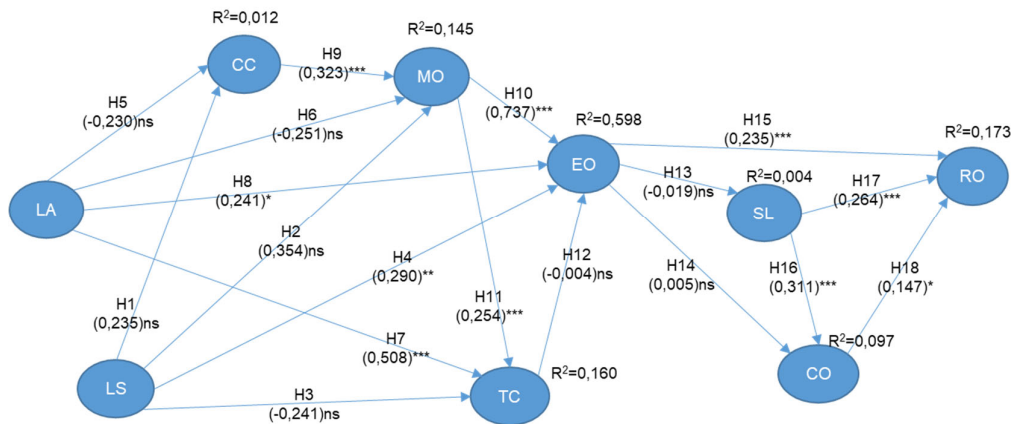 R²=0,012
CC
H9
(0,323)***
R²=0,145
MO
H5
(-0,230)ns
H6
(-0,251)ns
H10
(0,737)***
R²=0,598
EO
H15
(0,235)***
R²=0,173
RO
H8
(0,241)*
H13
(-0,019)ns
R²=0,004
SL
H17
(0,264)***
LA
H2
(0,354)ns
H4
(0,290)**
H12
(-0,004)ns
H14
(0,005)ns
H16
(0,311)***
H18
(0,147)*
H1
(0,235)ns
H11
(0,254)***
H7
(0,508)***
R²=0,097
CO
LS
H3
(-0,241)ns
TC
R²=0,160